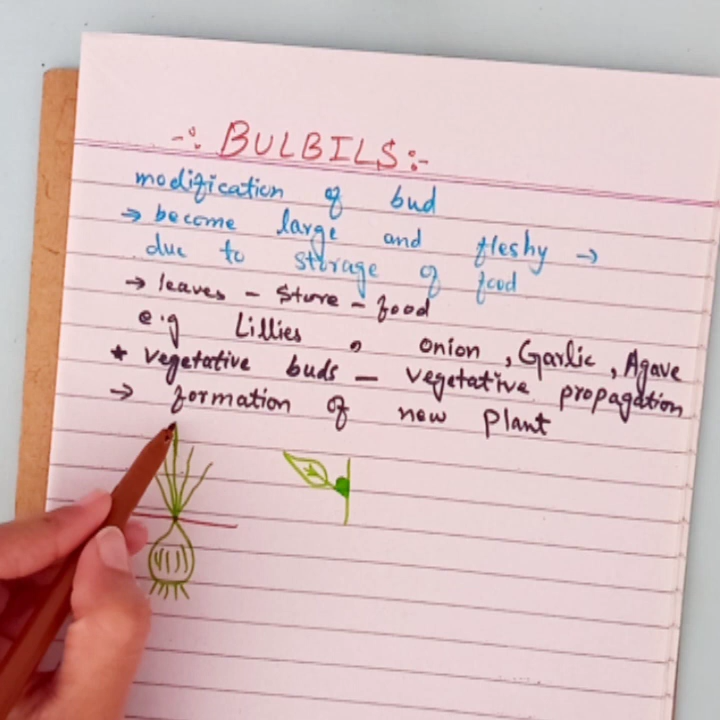 -: BULBILS:-
modification of bud
→ become large and fleshy →
due to storage of food
→ leaves - Store - food
e.g Lillies , onion , Garlic , Agave
* vegetative buds - vegetative propagation
→ formation of new plant